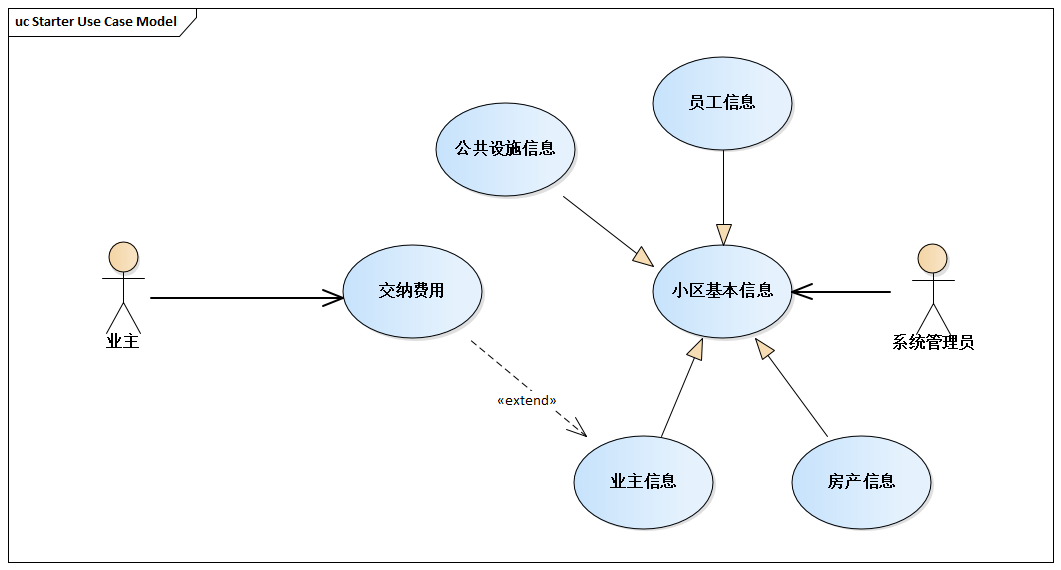 uc Starter Use Case Model
员工信息
公共设施信息
交纳费用
小区基本信息
业主
系统管理员
«extend»
业主信息
房产信息